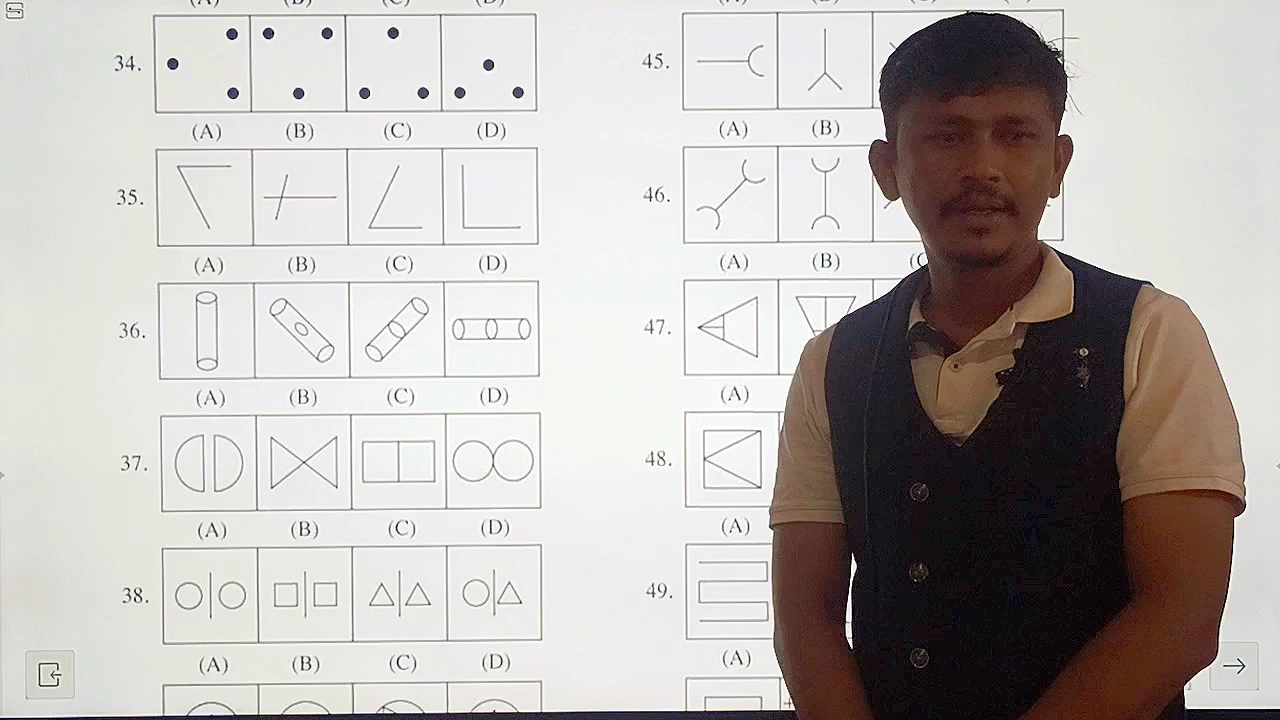 (A) (B) (C) (D)
34.
(A) (B) (C) (D)
35.
(A) (B) (C) (D)
36.
(A) (B) (C) (D)
37.
(A) (B) (C) (D)
38.
(A) (B) (C) (D)
45.
(A) (B)
46.
(A) (B) (C
47.
(A)
48.
(A)
49.
(A)